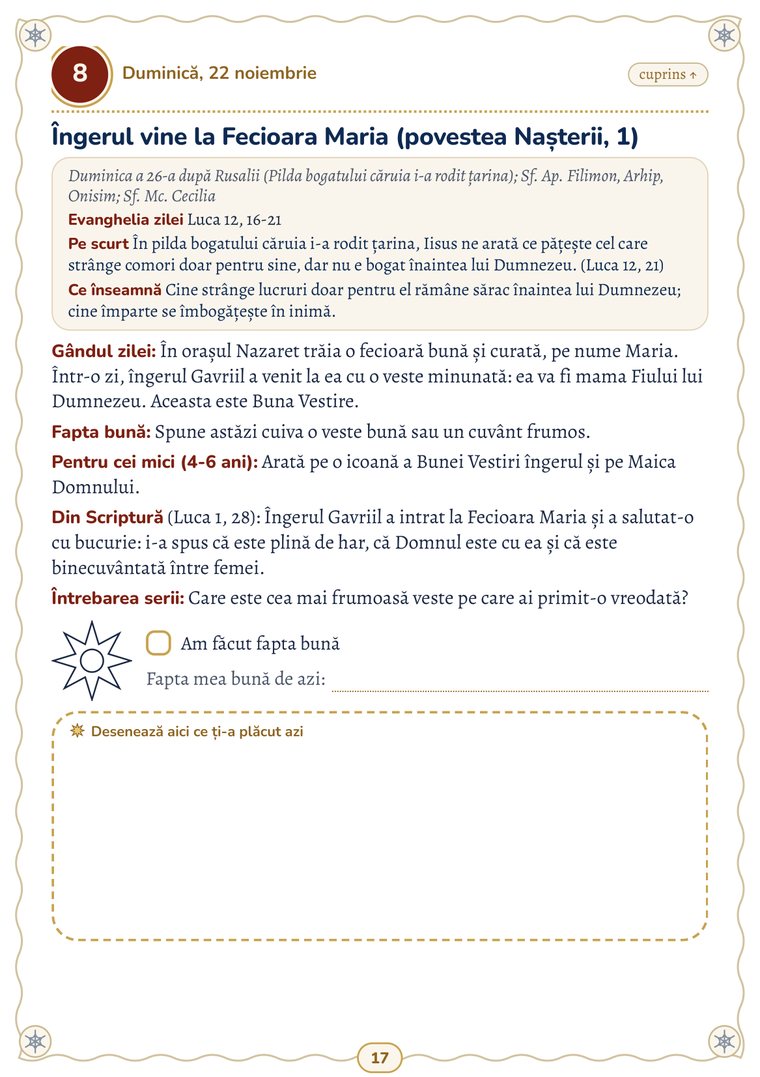 8
Duminică, 22 noiembrie
cuprins ↑
Îngerul vine la Fecioara Maria (povestea Nașterii, 1)
Duminica a 26-a după Rusalii (Pilda bogatului căruia i-a rodit țarina); Sf. Ap. Filimon, Arhip,
Onisim; Sf. Mc. Cecilia
Evanghelia zilei Luca 12, 16-21
Pe scurt În pilda bogatului căruia i-a rodit țarina, Iisus ne arată ce pățește cel care
strânge comori doar pentru sine, dar nu e bogat înaintea lui Dumnezeu. (Luca 12, 21)
Ce înseamnă Cine strânge lucruri doar pentru el rămâne sărac înaintea lui Dumnezeu;
cine împarte se îmbogățește în inimă.
Gândul zilei: În orașul Nazaret trăia o fecioară bună și curată, pe nume Maria.
Într-o zi, îngerul Gavriil a venit la ea cu o veste minunată: ea va fi mama Fiului lui
Dumnezeu. Aceasta este Buna Vestire.
Fapta bună: Spune astăzi cuiva o veste bună sau un cuvânt frumos.
Pentru cei mici (4-6 ani): Arată pe o icoană a Bunei Vestiri îngerul și pe Maica
Domnului.
Din Scriptură (Luca 1, 28): Îngerul Gavriil a intrat la Fecioara Maria și a salutat-o
cu bucurie: i-a spus că este plină de har, că Domnul este cu ea și că este
binecuvântată între femei.
Întrebarea serii: Care este cea mai frumoasă veste pe care ai primit-o vreodată?
Am făcut fapta bună
Fapta mea bună de azi:
Desenează aici ce ți-a plăcut azi
17